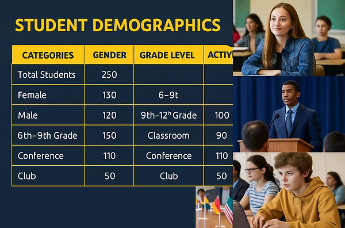 STUDENT DEMOGRAPHICS
CATEGORIES GENDER GRADE LEVEL ACTIV
Total Students 250
Female 130 6–9t
Male 120 9th–12ʰ Grade 100
6th–9th Grade 150 Classroom 90
Conference 110 Conference 110
Club 50 Club 50